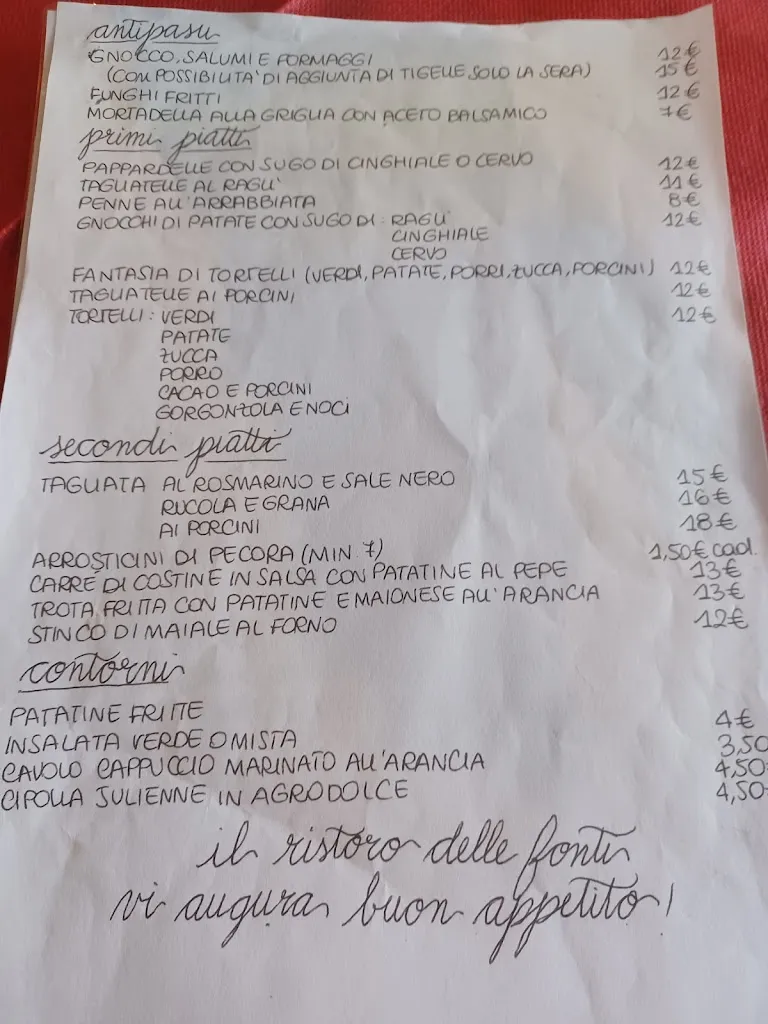 antipasti
GNOCCO, SALUMI E FORMAGGI 12€
(CON POSSIBILITA' DI AGGIUNTA DI TIGELLE, SOLO LA SERA) 15€
FUNGHI FRITTI 12€
MORTADELLA ALLA GRIGLIA CON ACETO BALSAMICO 7€
primi piatti
PAPPARDELLE CON SUGO DI CINGHIALE O CERVO 12€
TAGLIATELLE AL RAGU' 11€
PENNE ALL'ARRABBIATA 8€
GNOCCHI DI PATATE CON SUGO DI: RAGU' 12€
CINGHIALE
CERVO
FANTASIA DI TORTELLI (VERDI, PATATE, PORRI, ZUCCA, PORCINI) 12€
TAGLIATELLE AI PORCINI 12€
TORTELLI: VERDI 12€
PATATE
ZUCCA
PORRO
CACAO E PORCINI
GORGONZOLA E NOCI
secondi piatti
TAGLIATA AL ROSMARINO E SALE NERO 15€
RUCOLA E GRANA 16€
AI PORCINI 18€
ARROSTICINI DI PECORA (MIN 7) 1,50€ cad.
CARRÈ DI COSTINE IN SALSA CON PATATINE AL PEPE 13€
TROTA FRITTA CON PATATINE E MAIONESE ALL'ARANCIA 13€
STINCO DI MAIALE AL FORNO 12€
contorni
PATATINE FRITTE 4€
INSALATA VERDE O MISTA 3,50
CAVOLO CAPPUCCIO MARINATO ALL'ARANCIA 4,50
CIPOLLA JULIENNE IN AGRODOLCE 4,50
il ristoro delle fonti
vi augura buon appetito!